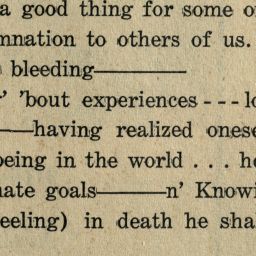 a good thing for some o
mnation to others of us.
bleeding———
' 'bout experiences - - - lo
——having realized onese
being in the world . . . he
nate goals———n' Knowi
eeling) in death he sha